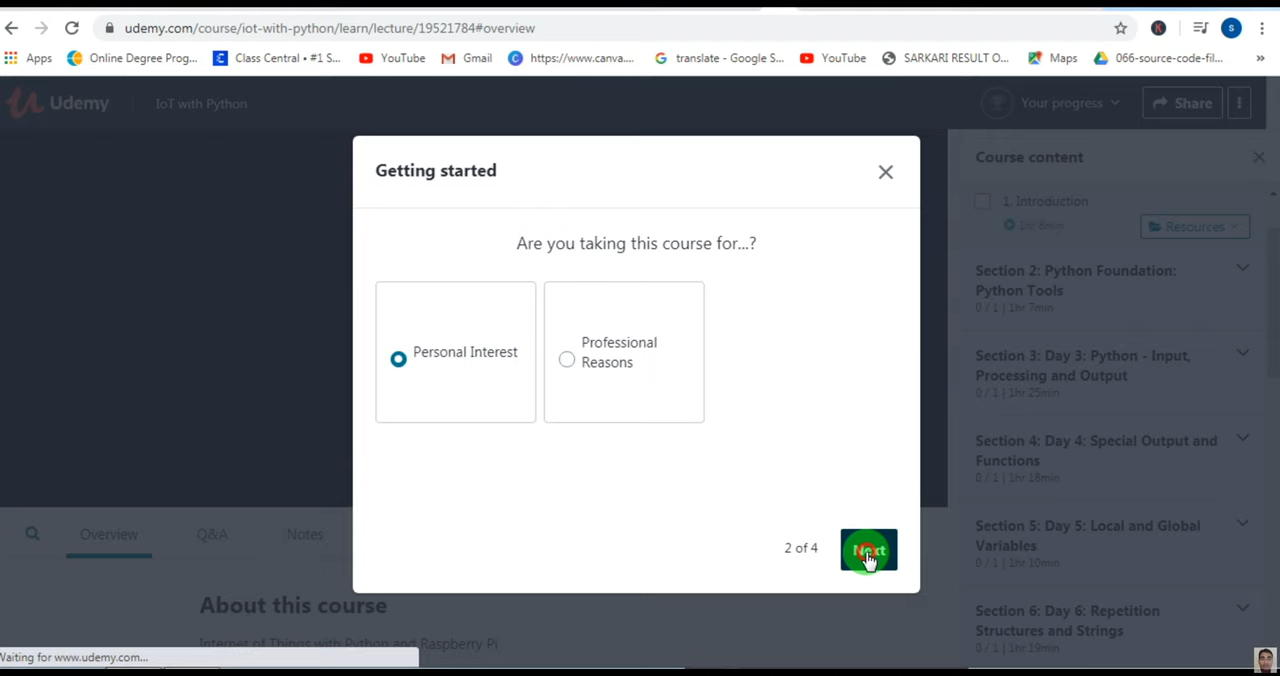 udemy.com/course/iot-with-python/learn/lecture/19521784#overview
S
Apps Online Degree Prog... Class Central • #1 S... YouTube Gmail https://www.canva.... translate - Google S... YouTube SARKARI RESULT O... Maps 066-source-code-fil... »
Udemy IoT with Python Your progress Share
Getting started
Are you taking this course for...?
Personal Interest
Professional
Reasons
2 of 4 Next
Course content
1. Introduction
1hr 8min Resources
Section 2: Python Foundation:
Python Tools
0 / 1 | 1hr 7min
Section 3: Day 3: Python - Input,
Processing and Output
0 / 1 | 1hr 25min
Section 4: Day 4: Special Output and
Functions
0 / 1 | 1hr 18min
Section 5: Day 5: Local and Global
Variables
0 / 1 | 1hr 10min
Section 6: Day 6: Repetition
Structures and Strings
0 / 1 | 1hr 19min
Overview Q&A Notes
About this course
Internet of Things with Python and Raspberry Pi
Waiting for www.udemy.com...